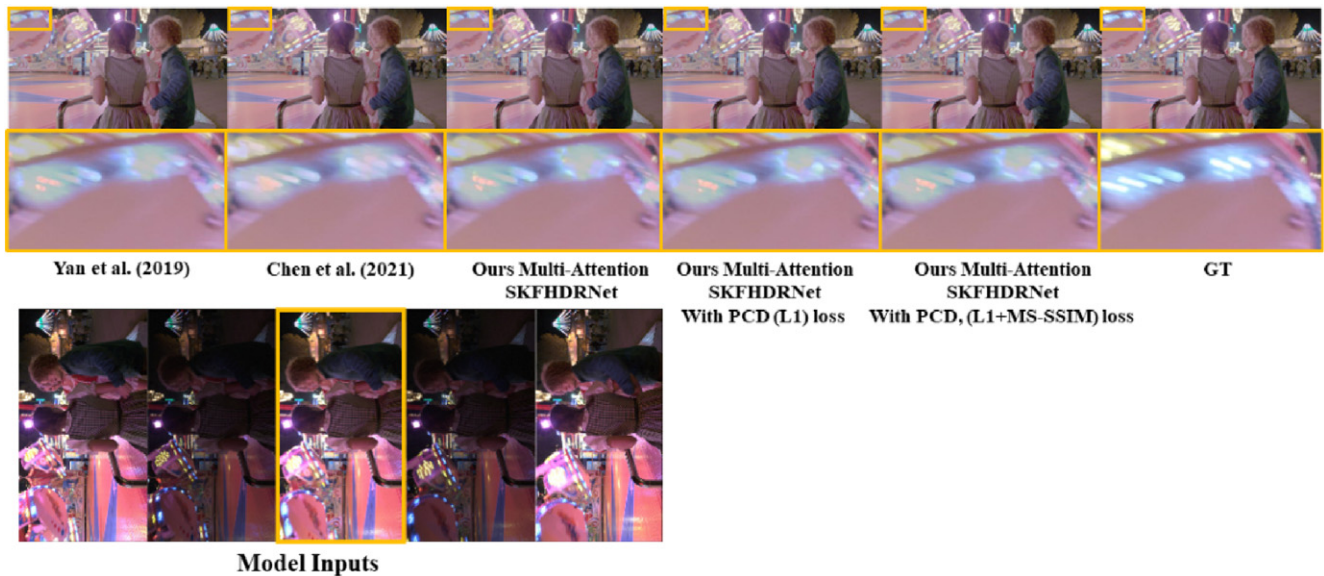 Yan et al. (2019)
Chen et al. (2021)
Ours Multi-Attention
SKFHDRNet
Ours Multi-Attention
SKFHDRNet
With PCD (L1) loss
Ours Multi-Attention
SKFHDRNet
With PCD, (L1+MS-SSIM) loss
GT
Model Inputs